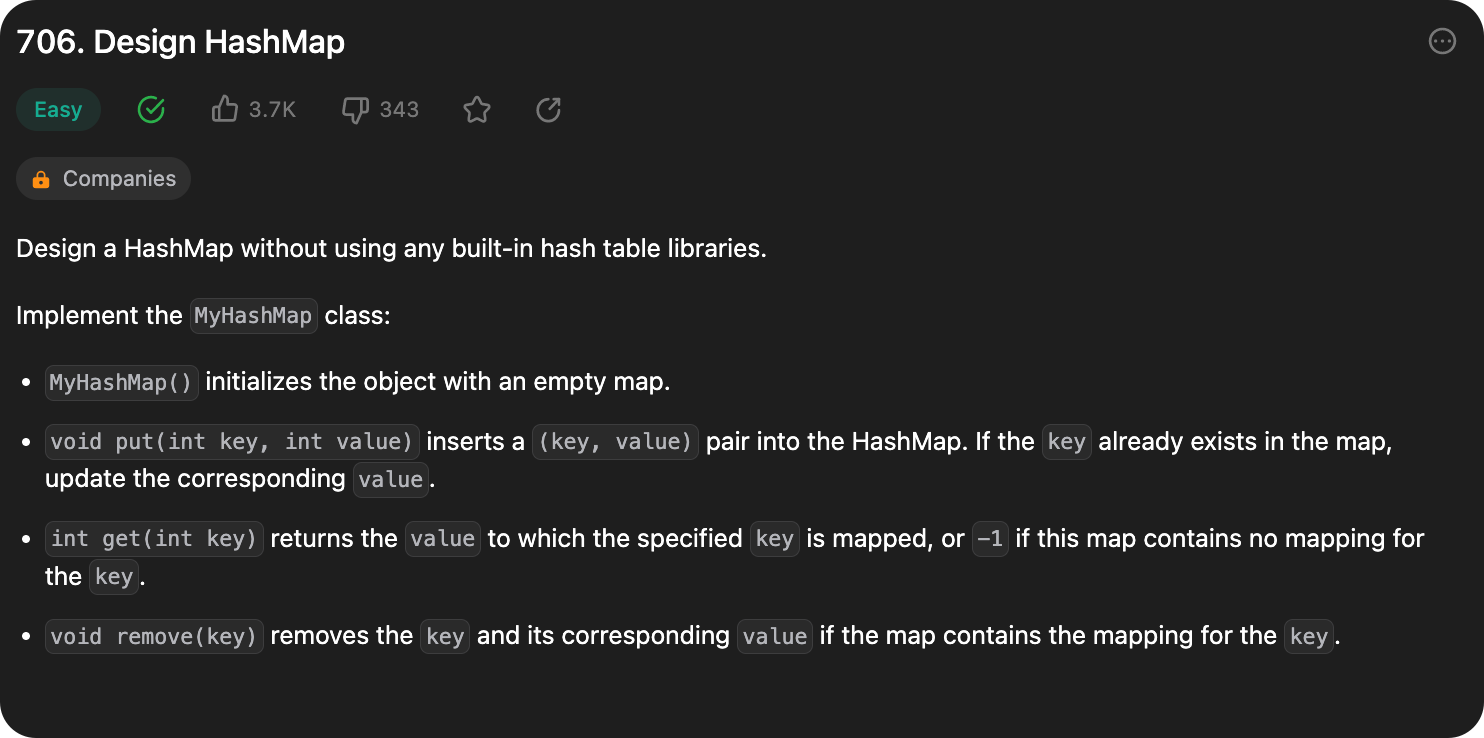 706. Design HashMap
Easy
3.7K
343
Companies
Design a HashMap without using any built-in hash table libraries.
Implement the MyHashMap class:
• MyHashMap() initializes the object with an empty map.
• void put(int key, int value) inserts a (key, value) pair into the HashMap. If the key already exists in the map,
update the corresponding value.
• int get(int key) returns the value to which the specified key is mapped, or -1 if this map contains no mapping for
the key.
• void remove(key) removes the key and its corresponding value if the map contains the mapping for the key.